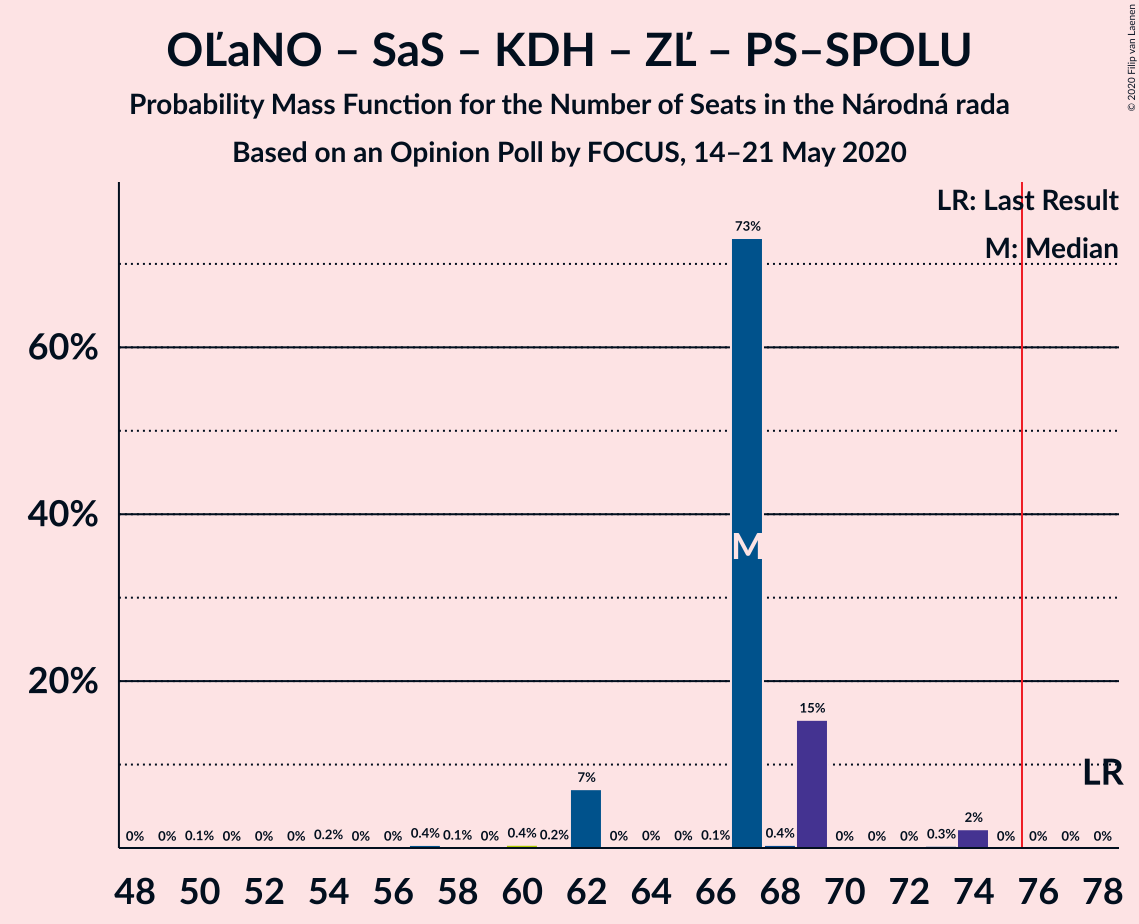 OĽaNO – SaS – KDH – ZĽ – PS–SPOLU
Probability Mass Function for the Number of Seats in the Národná rada
Based on an Opinion Poll by FOCUS, 14–21 May 2020
© 2020 Filip van Laenen
LR: Last Result
M: Median
60%
40%
20%
73%
M
15%
LR
7%
2%
0% 0% 0.1% 0% 0% 0% 0.2% 0% 0% 0.4% 0.1% 0% 0.4% 0.2% 0% 0% 0% 0.1% 0.4% 0% 0% 0% 0.3% 0% 0% 0% 0%
48 50 52 54 56 58 60 62 64 66 68 70 72 74 76 78